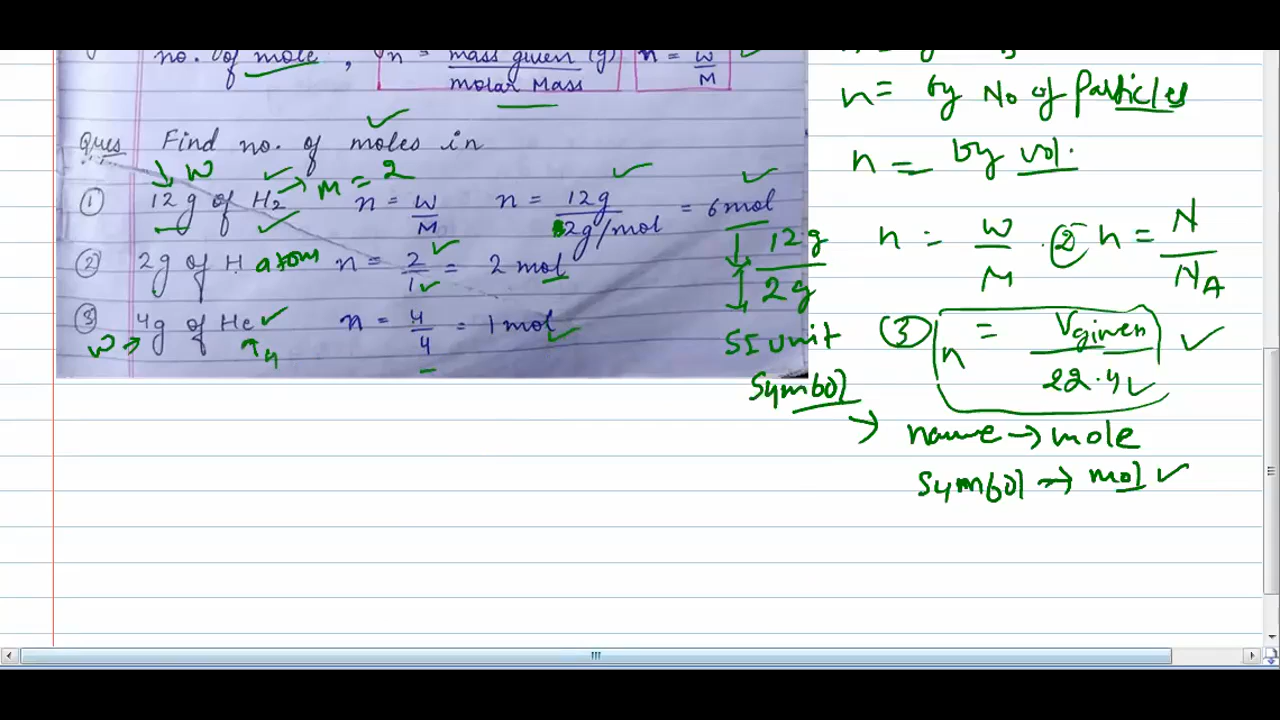 no. of mole, n = mass given (g) / molar Mass n = W/M
Ques Find no. of moles in
① 12g of H₂ n = W/M n = 12g / 2g/mol = 6 mol
W
M = 2
② 2g of H atom n = 2/1 = 2 mol
③ 4g of He n = 4/4 = 1 mol
W → 4
12g / 2g
SI unit
Symbol
n = by No of Particles
n = by vol.
n = W/M ② n = N/N_A
③ n = Vgiven / 22.4L
name → mole
Symbol → mol